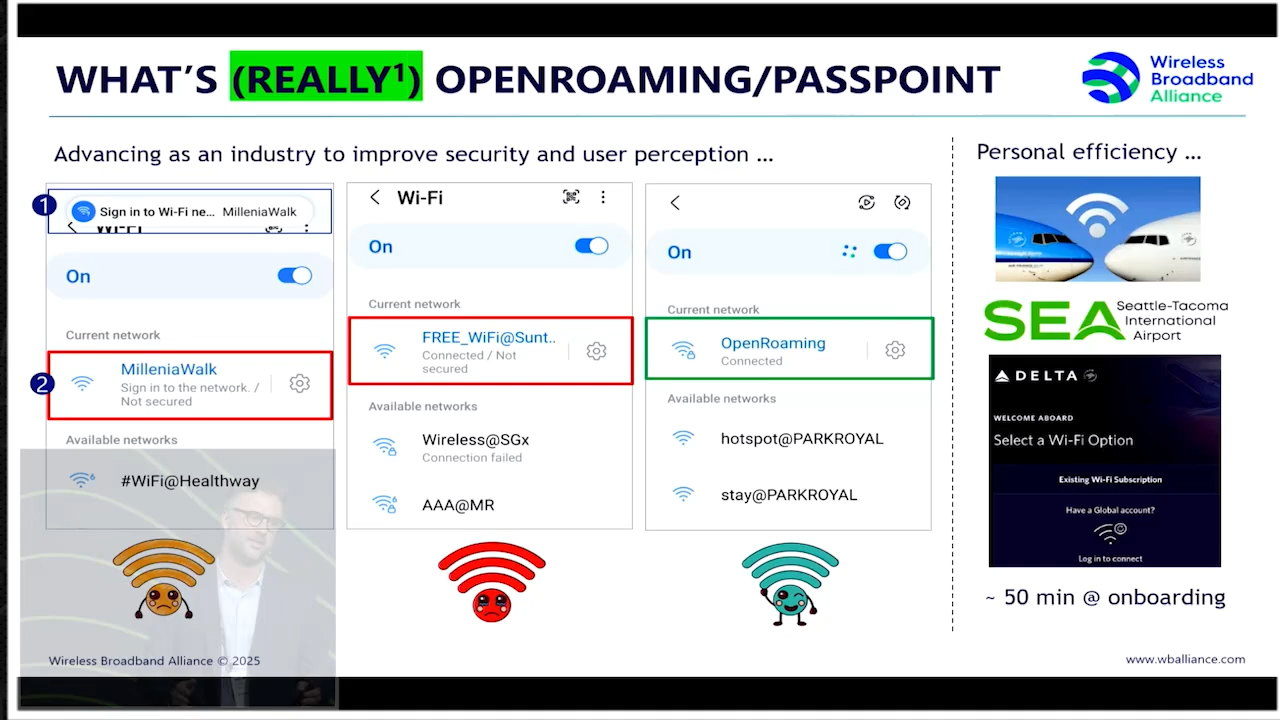 WHAT'S (REALLY¹) OPENROAMING/PASSPOINT
Wireless
Broadband
Alliance
Advancing as an industry to improve security and user perception ...
1
Sign in to Wi-Fi ne... MilleniaWalk
On
Current network
2
MilleniaWalk
Sign in to the network. /
Not secured
Available networks
#WiFi@Healthway
Wi-Fi
On
Current network
FREE_WiFi@Sunt..
Connected / Not
secured
Available networks
Wireless@SGx
Connection failed
AAA@MR
On
Current network
OpenRoaming
Connected
Available networks
hotspot@PARKROYAL
stay@PARKROYAL
Personal efficiency ...
SEA
Seattle-Tacoma
International
Airport
DELTA
WELCOME ABOARD
Select a Wi-Fi Option
Existing Wi-Fi Subscription
Have a Global account?
Log in to connect
~ 50 min @ onboarding
Wireless Broadband Alliance © 2025
www.wballiance.com